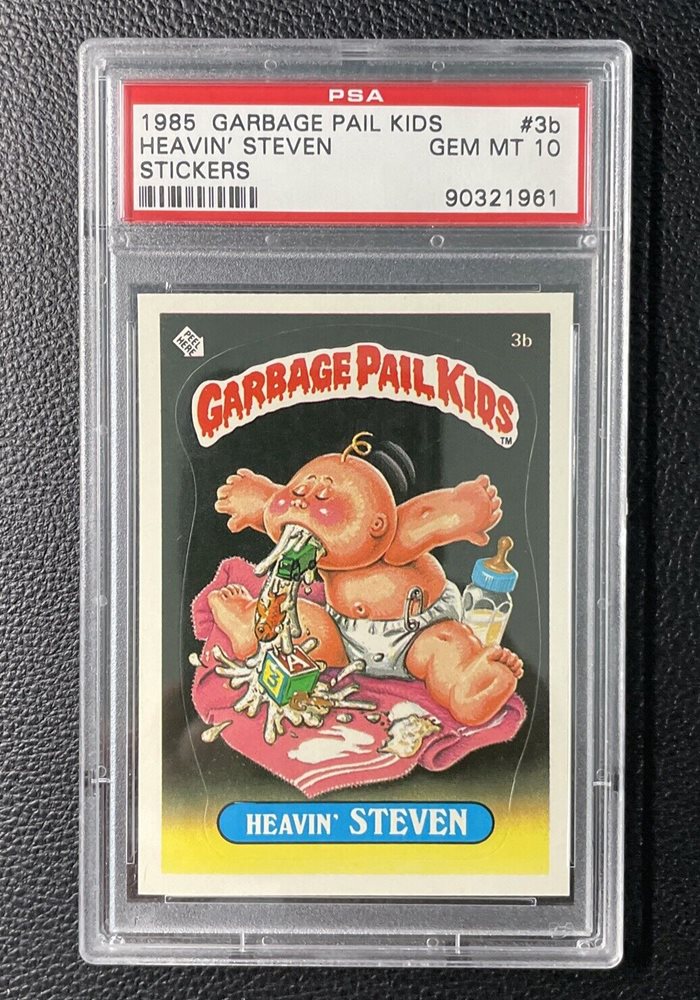 PSA
1985 GARBAGE PAIL KIDS #3b
HEAVIN' STEVEN GEM MT 10
STICKERS
90321961
PEEL HERE
3b
GARBAGE PAIL KIDS
TM
A
3
HEAVIN' STEVEN